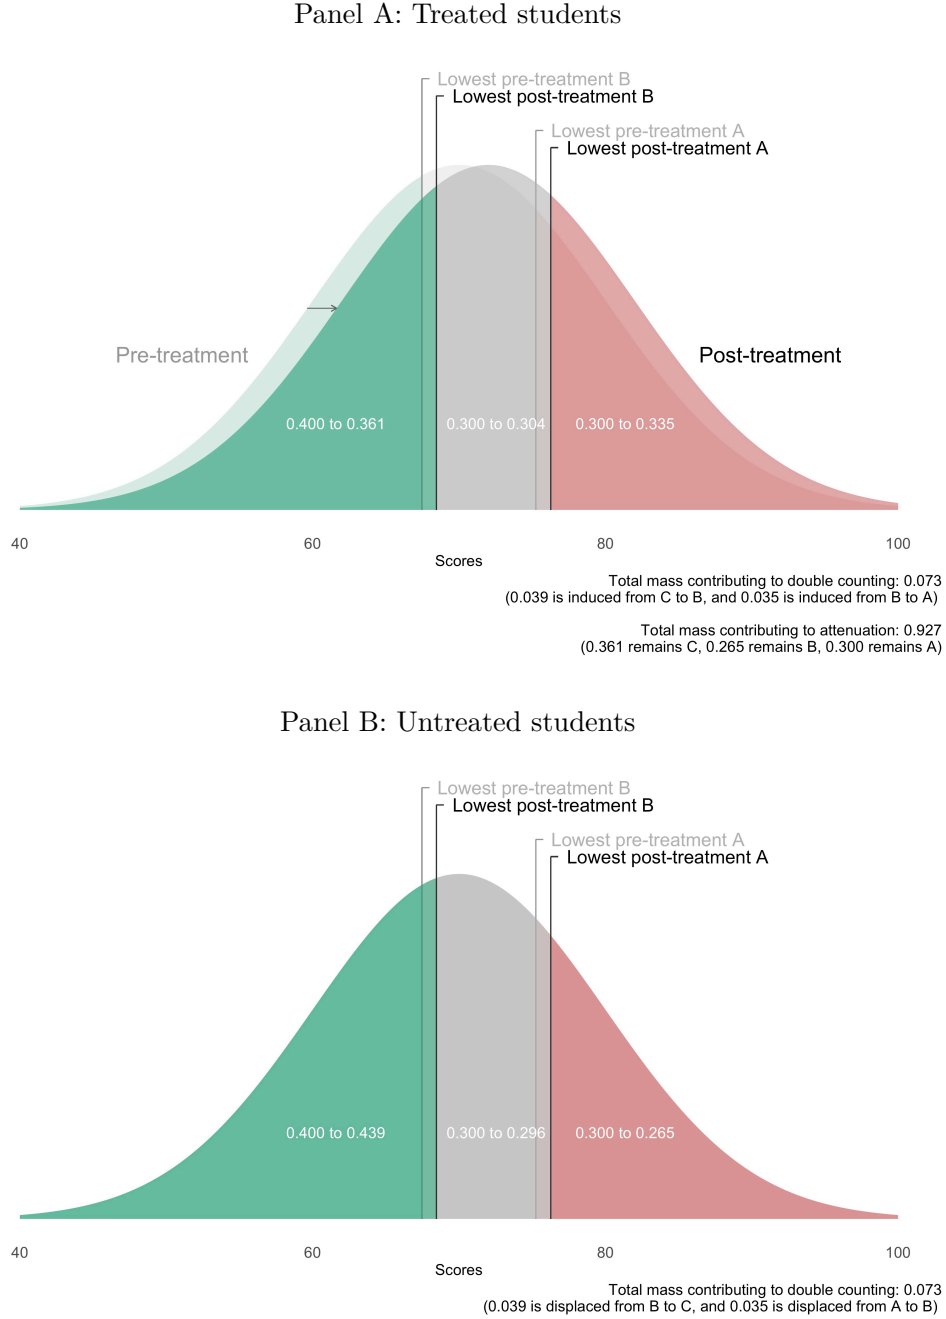 Panel A: Treated students
Lowest pre-treatment B
Lowest post-treatment B
Lowest pre-treatment A
Lowest post-treatment A
Pre-treatment
Post-treatment
0.400 to 0.361
0.300 to 0.304
0.300 to 0.335
40
60
80
100
Scores
Total mass contributing to double counting: 0.073
(0.039 is induced from C to B, and 0.035 is induced from B to A)
Total mass contributing to attenuation: 0.927
(0.361 remains C, 0.265 remains B, 0.300 remains A)
Panel B: Untreated students
Lowest pre-treatment B
Lowest post-treatment B
Lowest pre-treatment A
Lowest post-treatment A
0.400 to 0.439
0.300 to 0.296
0.300 to 0.265
40
60
80
100
Scores
Total mass contributing to double counting: 0.073
(0.039 is displaced from B to C, and 0.035 is displaced from A to B)